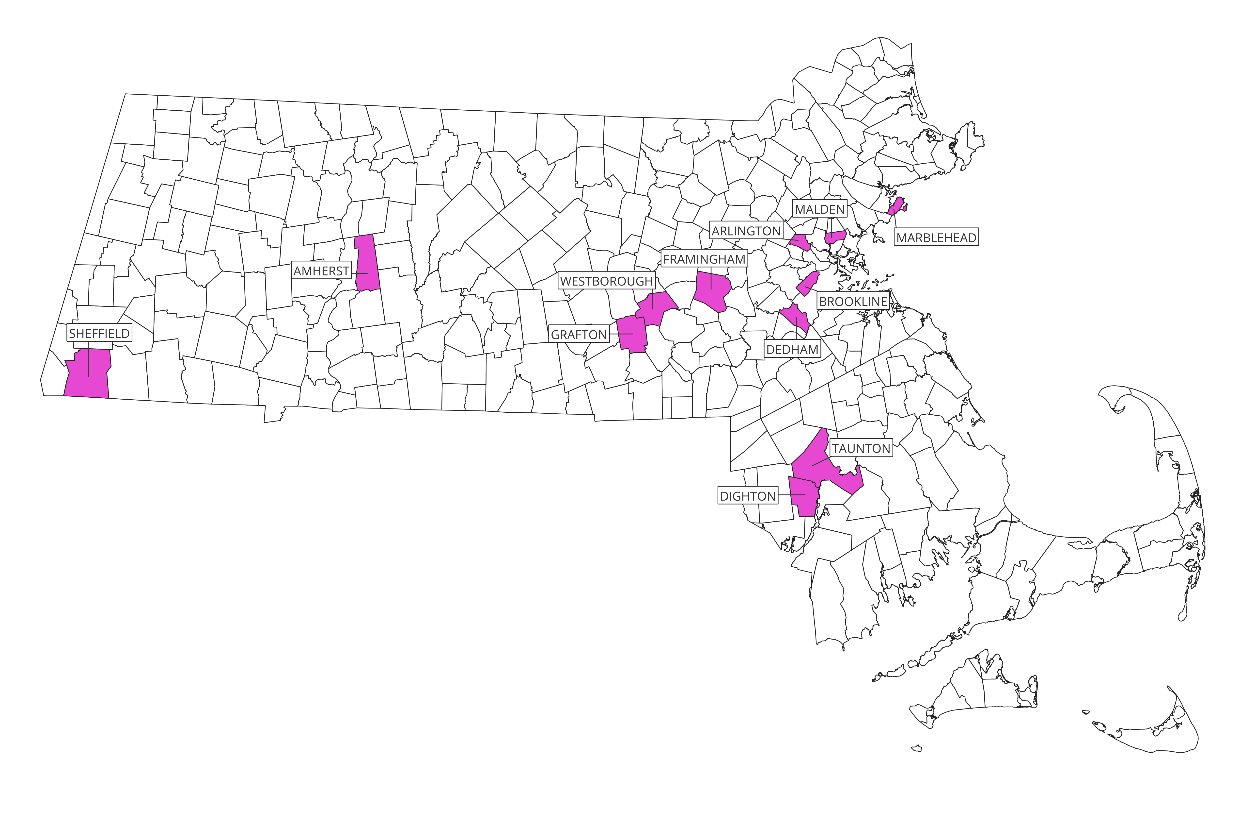 MALDEN
ARLINGTON
MARBLEHEAD
FRAMINGHAM
AMHERST
WESTBOROUGH
BROOKLINE
SHEFFIELD
GRAFTON
DEDHAM
TAUNTON
DIGHTON